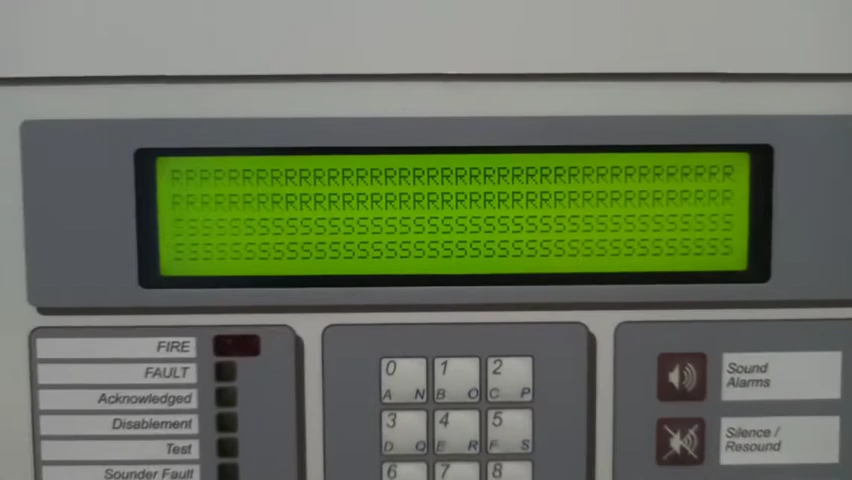 RRRRRRRRRRRRRRRRRRRRRRRRRRRRRRRRRRRRRRRR
RRRRRRRRRRRRRRRRRRRRRRRRRRRRRRRRRRRRRRRR
SSSSSSSSSSSSSSSSSSSSSSSSSSSSSSSSSSSSSSSS
SSSSSSSSSSSSSSSSSSSSSSSSSSSSSSSSSSSSSSSS
FIRE
FAULT
Acknowledged
Disablement
Test
Sounder Fault
0 1 2
A N B O C P
3 4 5
D Q E R F S
6 7 8
Sound
Alarms
Silence /
Resound